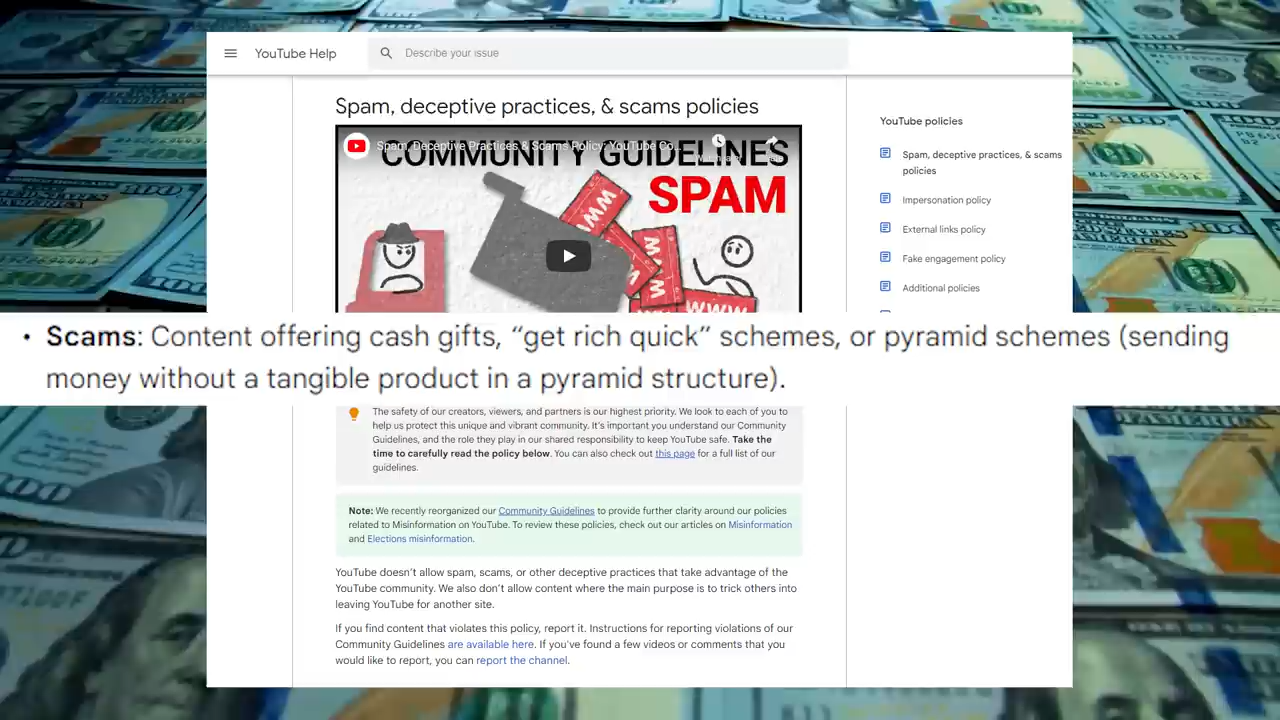 YouTube Help
Describe your issue
Spam, deceptive practices, & scams policies
Spam, Deceptive Practices & Scams Policy: YouTube Co...
COMMUNITY GUIDELINES
SPAM
WWW
WWW
WWW
WWW
• Scams: Content offering cash gifts, “get rich quick” schemes, or pyramid schemes (sending
money without a tangible product in a pyramid structure).
The safety of our creators, viewers, and partners is our highest priority. We look to each of you to
help us protect this unique and vibrant community. It's important you understand our Community
Guidelines, and the role they play in our shared responsibility to keep YouTube safe. Take the
time to carefully read the policy below. You can also check out this page for a full list of our
guidelines.
Note: We recently reorganized our Community Guidelines to provide further clarity around our policies
related to Misinformation on YouTube. To review these policies, check out our articles on Misinformation
and Elections misinformation.
YouTube doesn't allow spam, scams, or other deceptive practices that take advantage of the
YouTube community. We also don't allow content where the main purpose is to trick others into
leaving YouTube for another site.
If you find content that violates this policy, report it. Instructions for reporting violations of our
Community Guidelines are available here. If you've found a few videos or comments that you
would like to report, you can report the channel.
YouTube policies
Spam, deceptive practices, & scams
policies
Impersonation policy
External links policy
Fake engagement policy
Additional policies